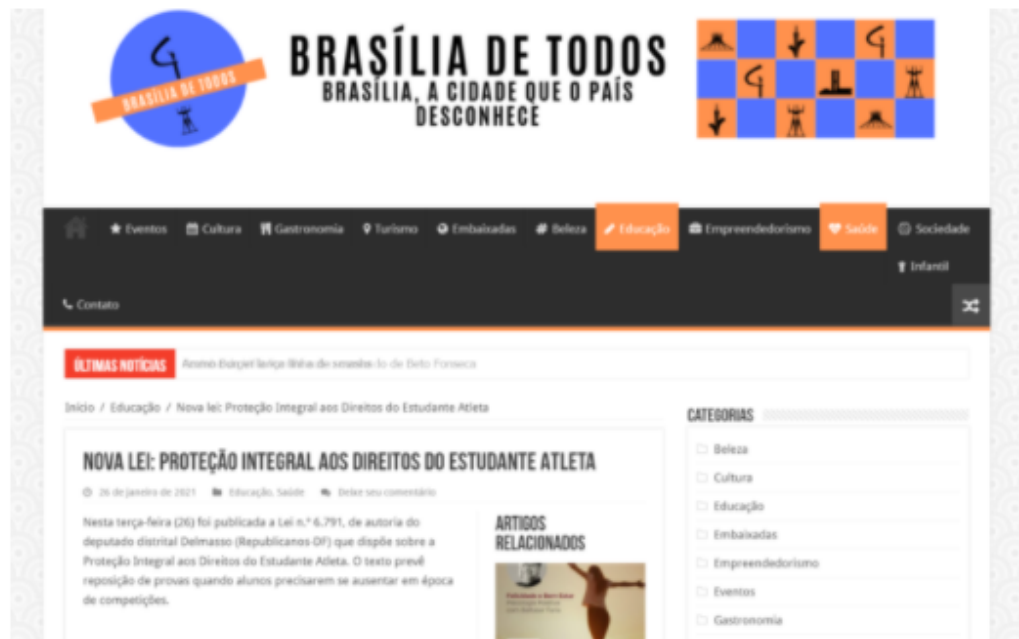 BRASÍLIA DE TODOS
BRASÍLIA DE TODOS
BRASÍLIA, A CIDADE QUE O PAÍS
DESCONHECE
Eventos Cultura Gastronomia Turismo Embaixadas Beleza Educação Empreendedorismo Saúde Sociedade
Infantil
Contato
ÚLTIMAS NOTÍCIAS
do de Beto Fonseca
Início / Educação / Nova lei: Proteção Integral aos Direitos do Estudante Atleta
NOVA LEI: PROTEÇÃO INTEGRAL AOS DIREITOS DO ESTUDANTE ATLETA
26 de janeiro de 2021 Educação, Saúde Deixe seu comentário
Nesta terça-feira (26) foi publicada a Lei n.º 6.791, de autoria do
deputado distrital Delmasso (Republicanos-DF) que dispõe sobre a
Proteção Integral aos Direitos do Estudante Atleta. O texto prevê
reposição de provas quando alunos precisarem se ausentar em época
de competições.
ARTIGOS
RELACIONADOS
CATEGORIAS
Beleza
Cultura
Educação
Embaixadas
Empreendedorismo
Eventos
Gastronomia